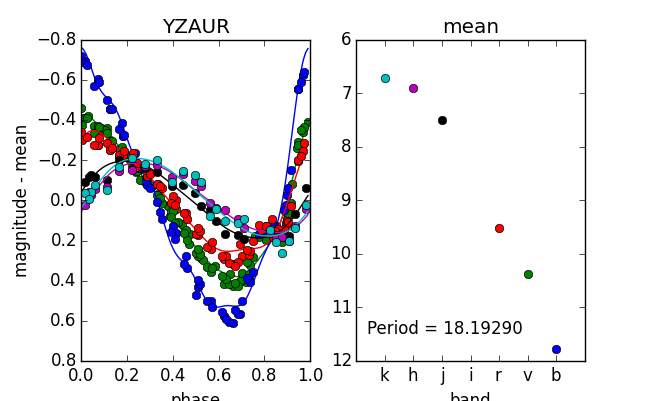 YZAUR
mean
−0.8
−0.6
−0.4
−0.2
0.0
0.2
0.4
0.6
0.8
magnitude - mean
0.0 0.2 0.4 0.6 0.8 1.0
phase
6
7
8
9
10
11
12
Period = 18.19290
k h j i r v b
band